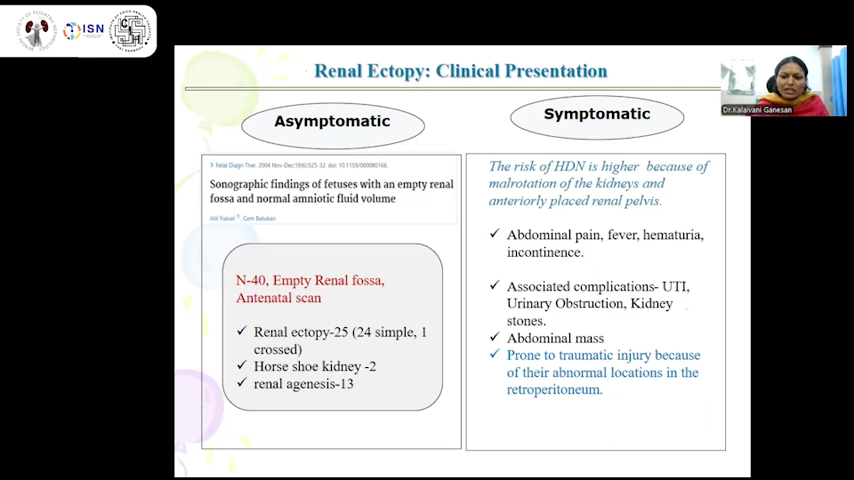 ISN
Renal Ectopy: Clinical Presentation
Dr.Kalaivani Ganesan
Asymptomatic
> Fetal Diagn Ther. 2004 Nov-Dec;19(6):525-32. doi: 10.1159/000080166.
Sonographic findings of fetuses with an empty renal
fossa and normal amniotic fluid volume
Atil Yuksel 1, Cem Batukan
N-40, Empty Renal fossa,
Antenatal scan
✓ Renal ectopy-25 (24 simple, 1
crossed)
✓ Horse shoe kidney -2
✓ renal agenesis-13
Symptomatic
The risk of HDN is higher because of
malrotation of the kidneys and
anteriorly placed renal pelvis.
✓ Abdominal pain, fever, hematuria,
incontinence.
✓ Associated complications- UTI,
Urinary Obstruction, Kidney
stones.
✓ Abdominal mass
✓ Prone to traumatic injury because
of their abnormal locations in the
retroperitoneum.